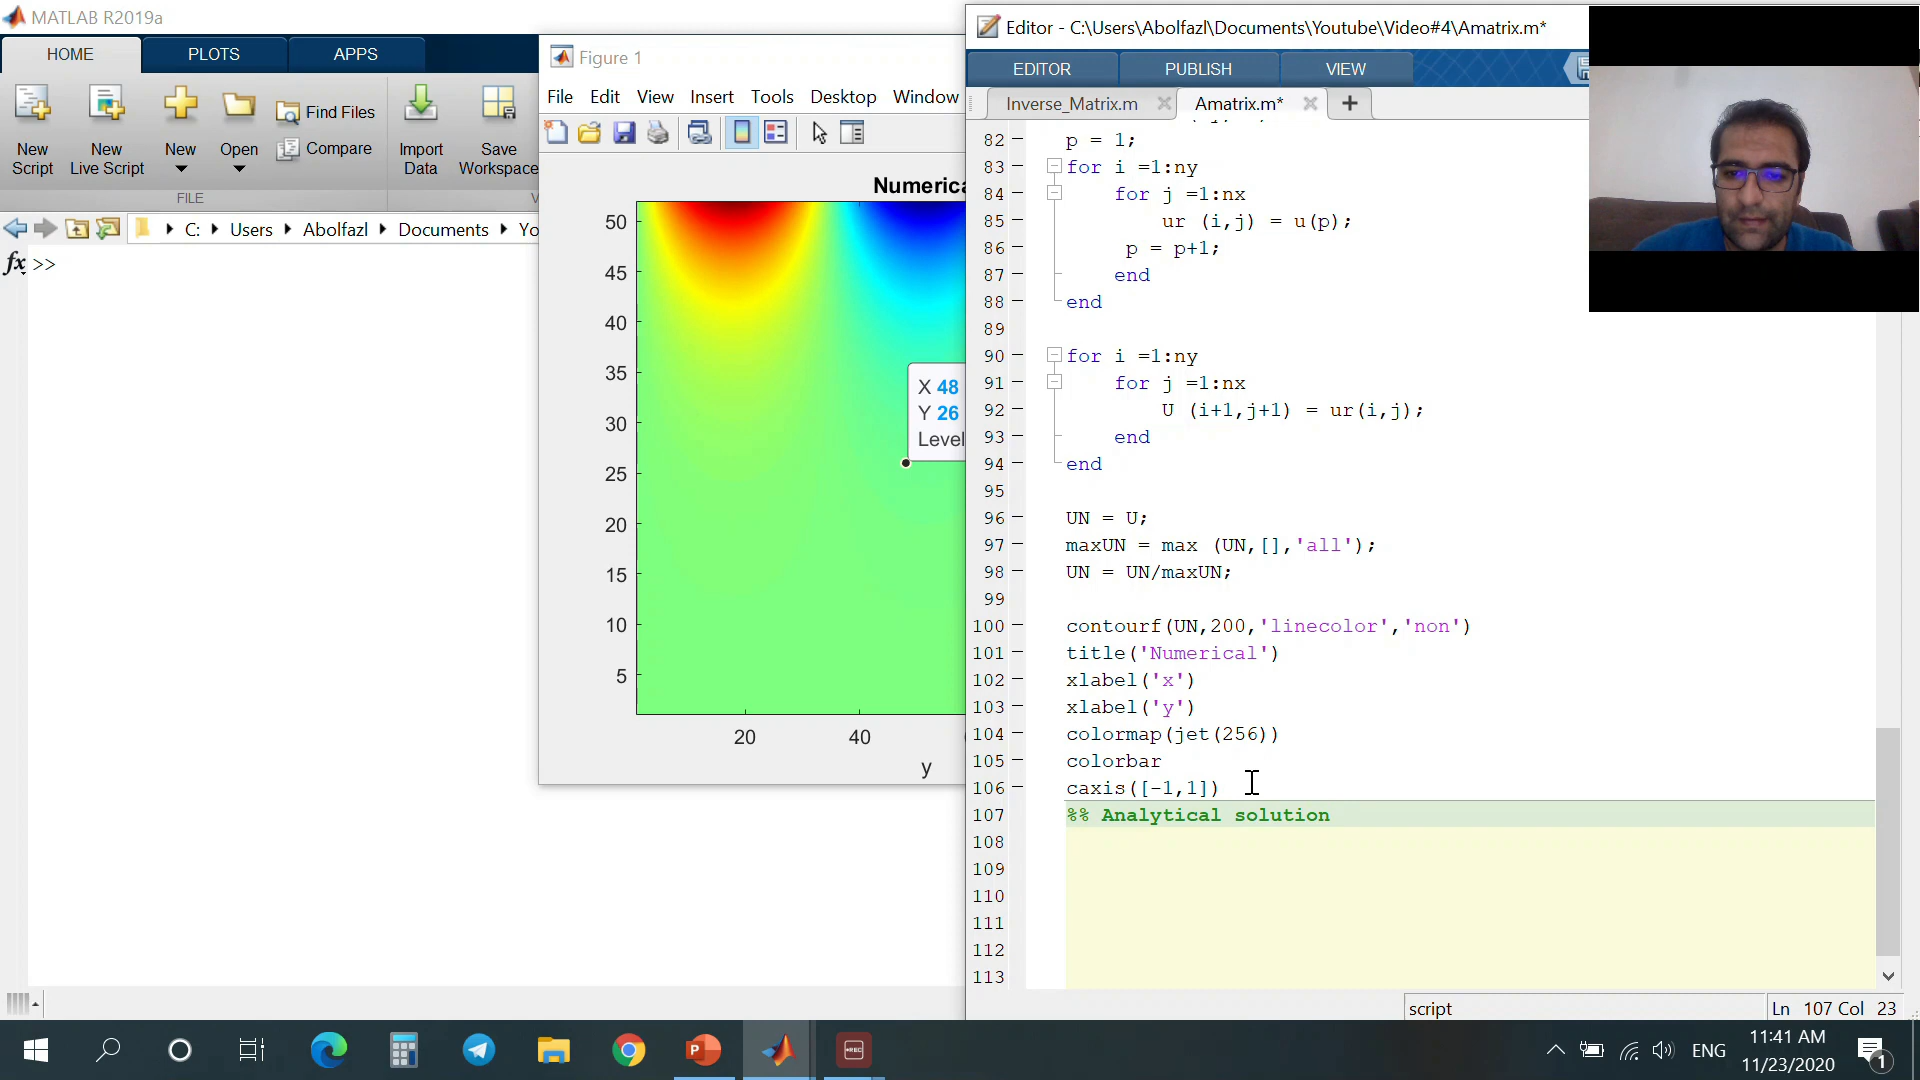 MATLAB R2019a
HOME
PLOTS
APPS
New
Script
New
Live Script
New
Open
Find Files
Compare
Import
Data
Save
Workspace
FILE
C:
Users
Abolfazl
Documents
Yo
fx >>
Figure 1
File Edit View Insert Tools Desktop Window
Numerica
50
45
40
35
30
25
20
15
10
5
20
40
y
X 48
Y 26
Level
Editor - C:\Users\Abolfazl\Documents\Youtube\Video#4\Amatrix.m*
EDITOR
PUBLISH
VIEW
Inverse_Matrix.m
Amatrix.m*
82 p = 1;
83 for i =1:ny
84 for j =1:nx
85 ur (i,j) = u(p);
86 p = p+1;
87 end
88 end
89
90 for i =1:ny
91 for j =1:nx
92 U (i+1,j+1) = ur(i,j);
93 end
94 end
95
96 UN = U;
97 maxUN = max (UN,[],'all');
98 UN = UN/maxUN;
99
100 contourf(UN,200,'linecolor','non')
101 title('Numerical')
102 xlabel('x')
103 xlabel('y')
104 colormap(jet(256))
105 colorbar
106 caxis([-1,1])
107 %% Analytical solution
108
109
110
111
112
113
script
Ln 107 Col 23
P
REC
ENG
11:41 AM
11/23/2020
1